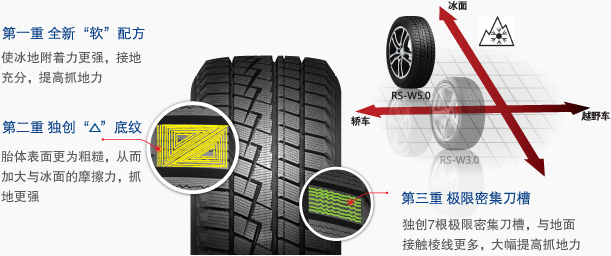 第一重 全新“软”配方
使冰地附着力更强，接地
充分，提高抓地力
第二重 独创“△”底纹
胎体表面更为粗糙，从而
加大与冰面的摩擦力，抓
地更强
冰面
RS-W5.0
轿车
越野车
RS-W3.0
第三重 极限密集刀槽
独创7根极限密集刀槽，与地面
接触棱线更多，大幅提高抓地力